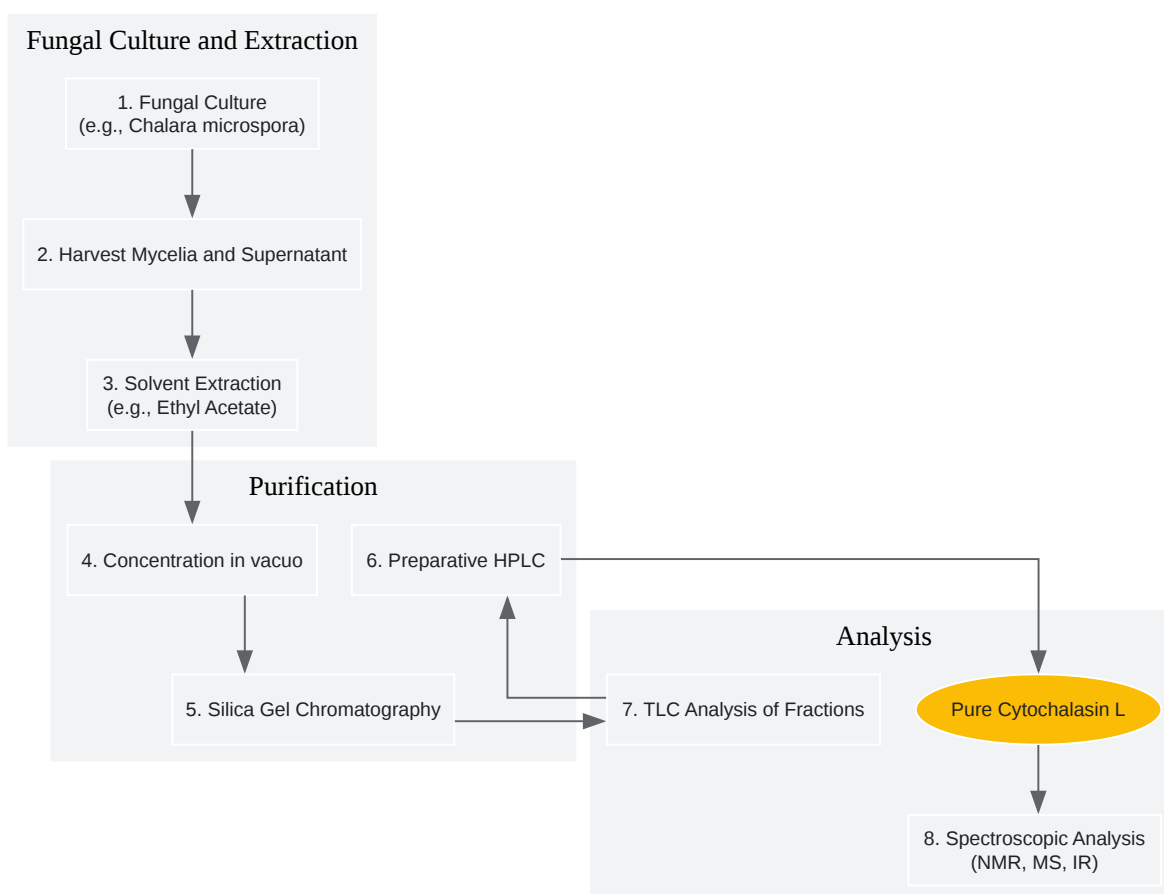 Fungal Culture and Extraction
1. Fungal Culture
(e.g., Chalara microspora)
2. Harvest Mycelia and Supernatant
3. Solvent Extraction
(e.g., Ethyl Acetate)
Purification
4. Concentration in vacuo
6. Preparative HPLC
5. Silica Gel Chromatography
Analysis
7. TLC Analysis of Fractions
Pure Cytochalasin L
8. Spectroscopic Analysis
(NMR, MS, IR)